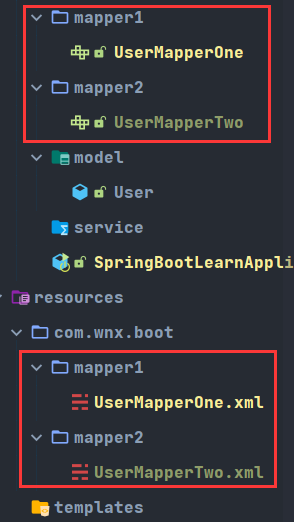 mapper1
UserMapperOne
mapper2
UserMapperTwo
model
User
service
SpringBootLearnAppli
resources
com.wnx.boot
mapper1
UserMapperOne.xml
mapper2
UserMapperTwo.xml
templates